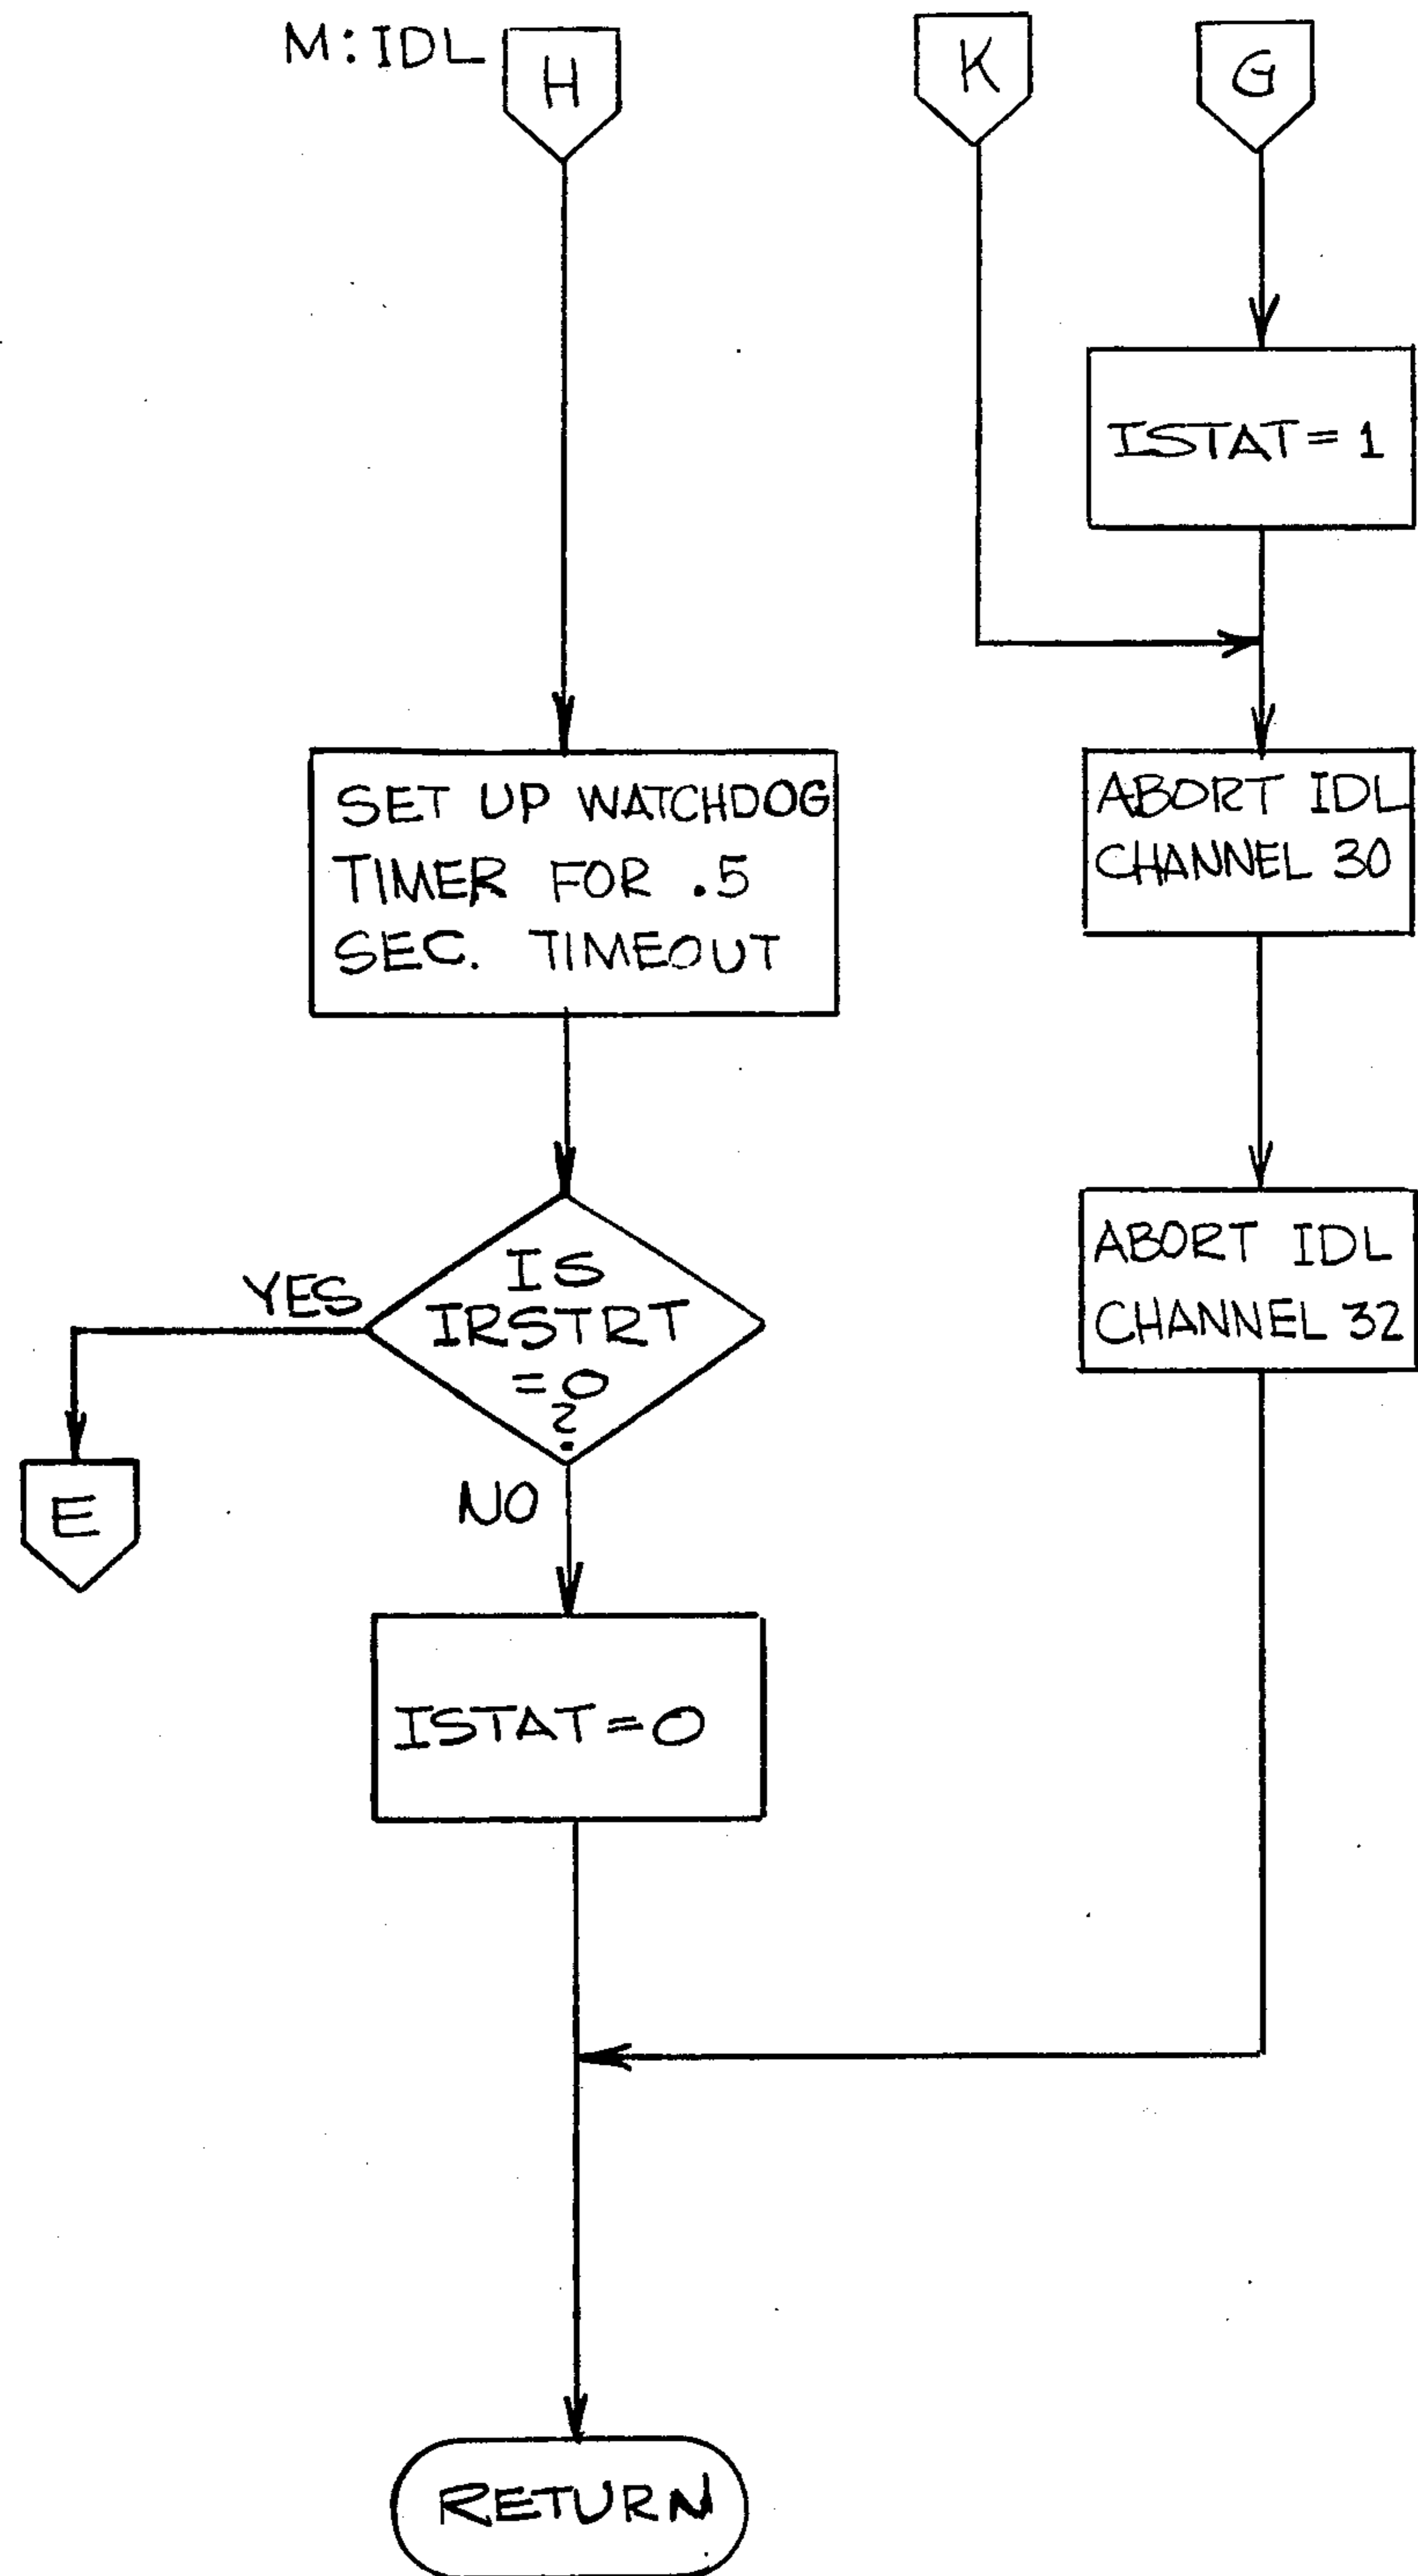 M:IDL
H
K
G
ISTAT=1
SET UP WATCHDOG
TIMER FOR .5
SEC. TIMEOUT
ABORT IDL
CHANNEL 30
IS
IRSTRT
=0
?
YES
NO
E
ABORT IDL
CHANNEL 32
ISTAT=0
RETURN